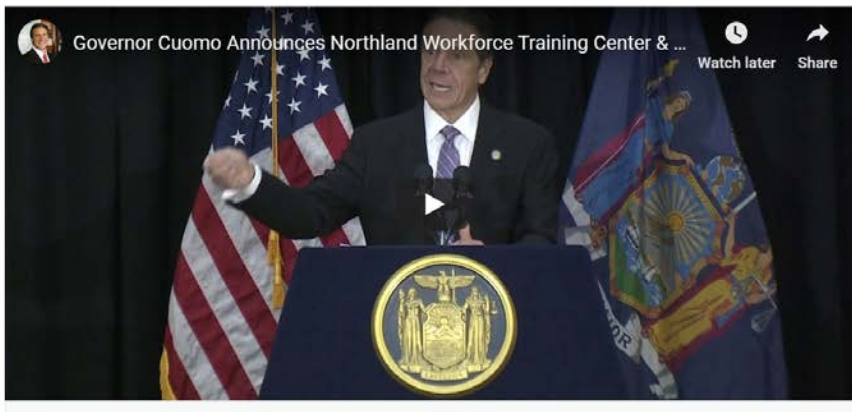 Governor Cuomo Announces Northland Workforce Training Center & ...
Watch later
Share